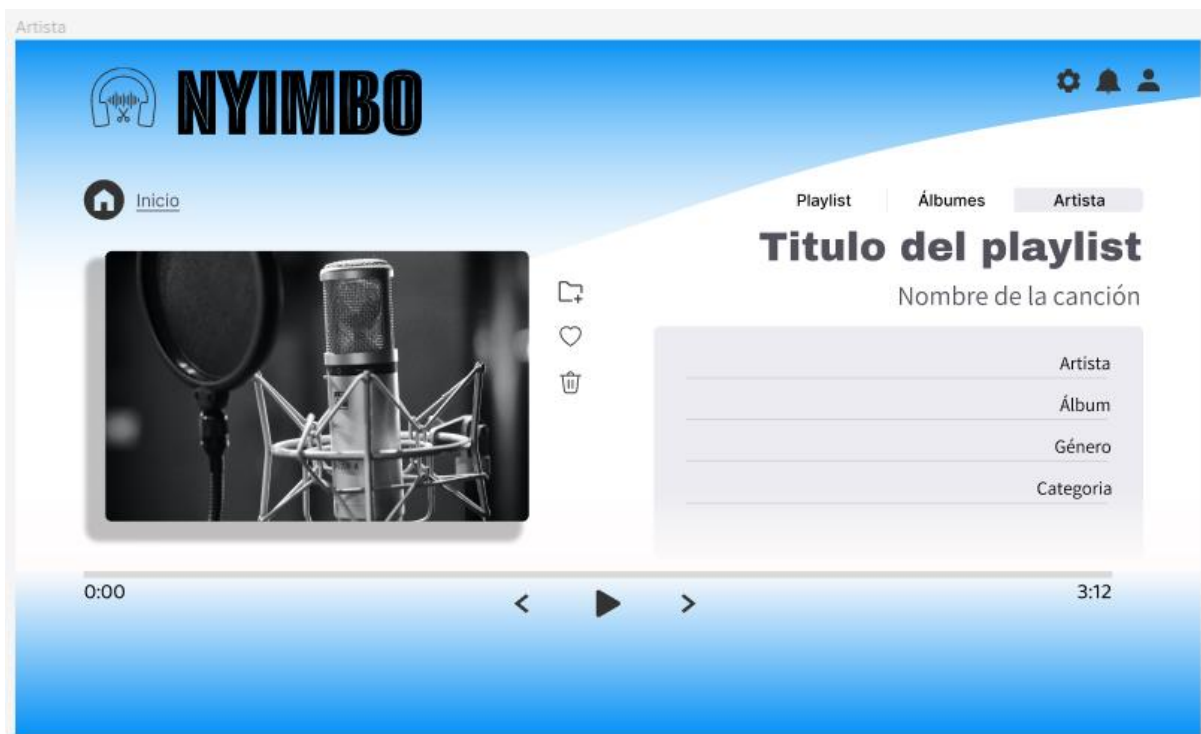 Artista
NYIMBO
Inicio
Playlist Álbumes Artista
Titulo del playlist
Nombre de la canción
Artista
Álbum
Género
Categoria
0:00 3:12